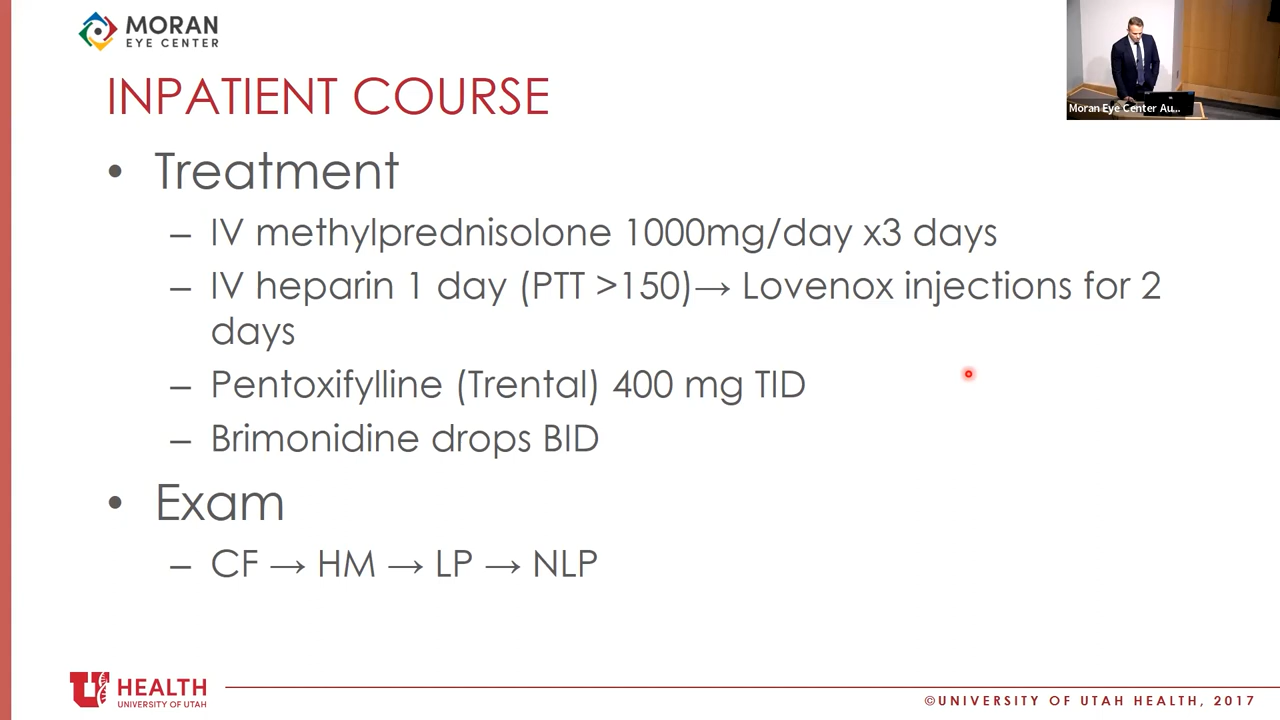 MORAN
EYE CENTER
Moran Eye Center Au...
INPATIENT COURSE
• Treatment
– IV methylprednisolone 1000mg/day x3 days
– IV heparin 1 day (PTT >150)→ Lovenox injections for 2
days
– Pentoxifylline (Trental) 400 mg TID
– Brimonidine drops BID
• Exam
– CF → HM → LP → NLP
U HEALTH
UNIVERSITY OF UTAH
©UNIVERSITY OF UTAH HEALTH, 2017